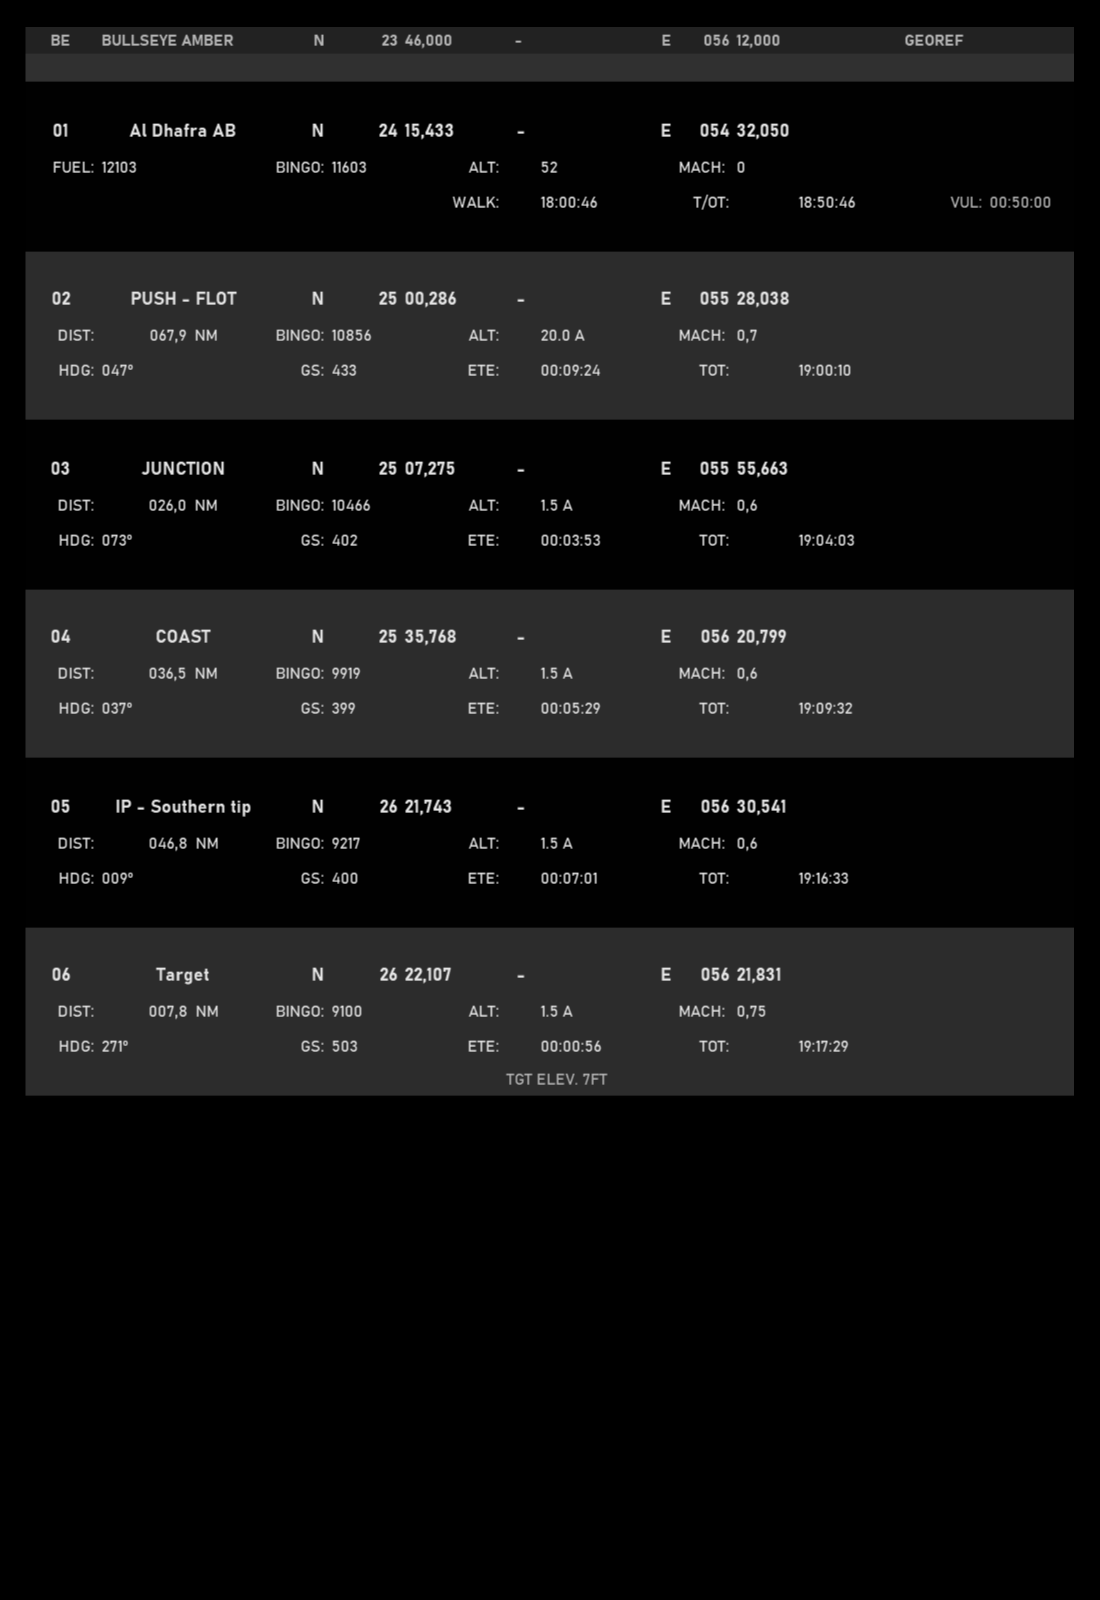 BE BULLSEYE AMBER N 23 46,000 - E 056 12,000 GEOREF
01 Al Dhafra AB N 24 15,433 - E 054 32,050
FUEL: 12103 BINGO: 11603 ALT: 52 MACH: 0
WALK: 18:00:46 T/OT: 18:50:46 VUL: 00:50:00
02 PUSH - FLOT N 25 00,286 - E 055 28,038
DIST: 067,9 NM BINGO: 10856 ALT: 20.0 A MACH: 0,7
HDG: 047° GS: 433 ETE: 00:09:24 TOT: 19:00:10
03 JUNCTION N 25 07,275 - E 055 55,663
DIST: 026,0 NM BINGO: 10466 ALT: 1.5 A MACH: 0,6
HDG: 073° GS: 402 ETE: 00:03:53 TOT: 19:04:03
04 COAST N 25 35,768 - E 056 20,799
DIST: 036,5 NM BINGO: 9919 ALT: 1.5 A MACH: 0,6
HDG: 037° GS: 399 ETE: 00:05:29 TOT: 19:09:32
05 IP - Southern tip N 26 21,743 - E 056 30,541
DIST: 046,8 NM BINGO: 9217 ALT: 1.5 A MACH: 0,6
HDG: 009° GS: 400 ETE: 00:07:01 TOT: 19:16:33
06 Target N 26 22,107 - E 056 21,831
DIST: 007,8 NM BINGO: 9100 ALT: 1.5 A MACH: 0,75
HDG: 271° GS: 503 ETE: 00:00:56 TOT: 19:17:29
TGT ELEV. 7FT